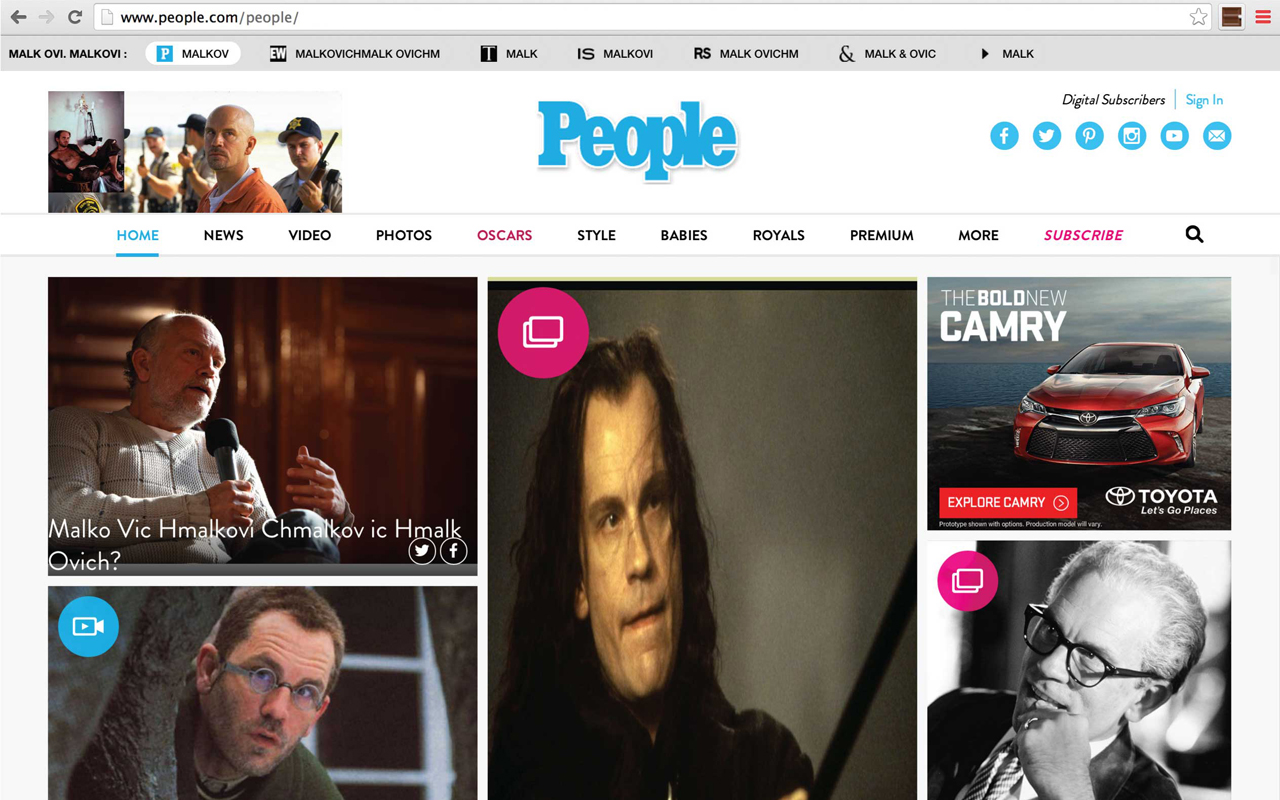 www.people.com/people/
MALK OVI. MALKOVI : P MALKOV EW MALKOVICHMALK OVICHM T MALK IS MALKOVI RS MALK OVICHM & MALK & OVIC MALK
Digital Subscribers Sign In
People
HOME NEWS VIDEO PHOTOS OSCARS STYLE BABIES ROYALS PREMIUM MORE SUBSCRIBE
Malko Vic Hmalkovi Chmalkov ic Hmalk
Ovich?
THE BOLD NEW
CAMRY
EXPLORE CAMRY
TOYOTA
Let's Go Places
Prototype shown with options. Production model will vary.